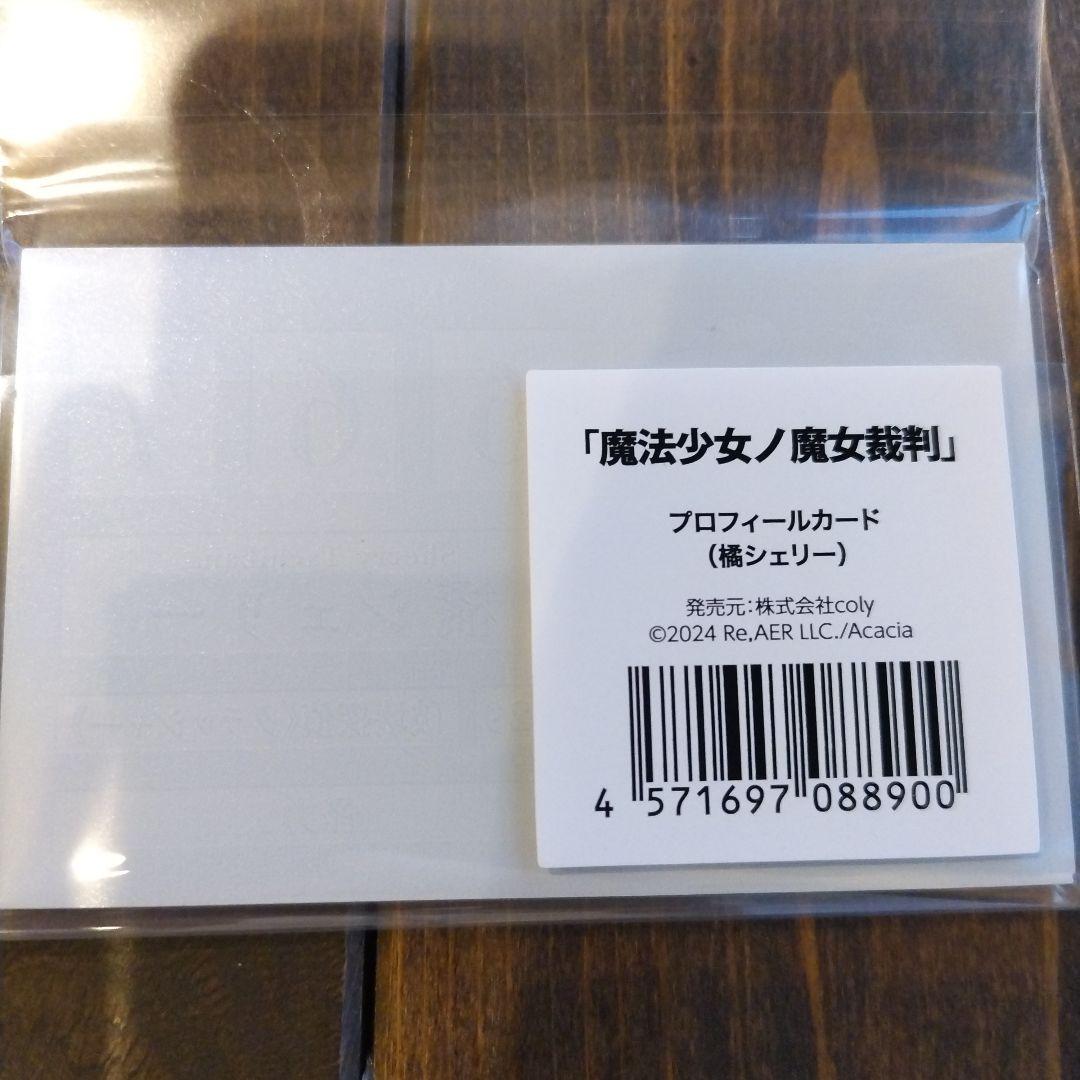 「魔法少女ノ魔女裁判」
プロフィールカード
（橘シェリー）
発売元：株式会社coly
©2024 Re,AER LLC./Acacia
4 571697 088900